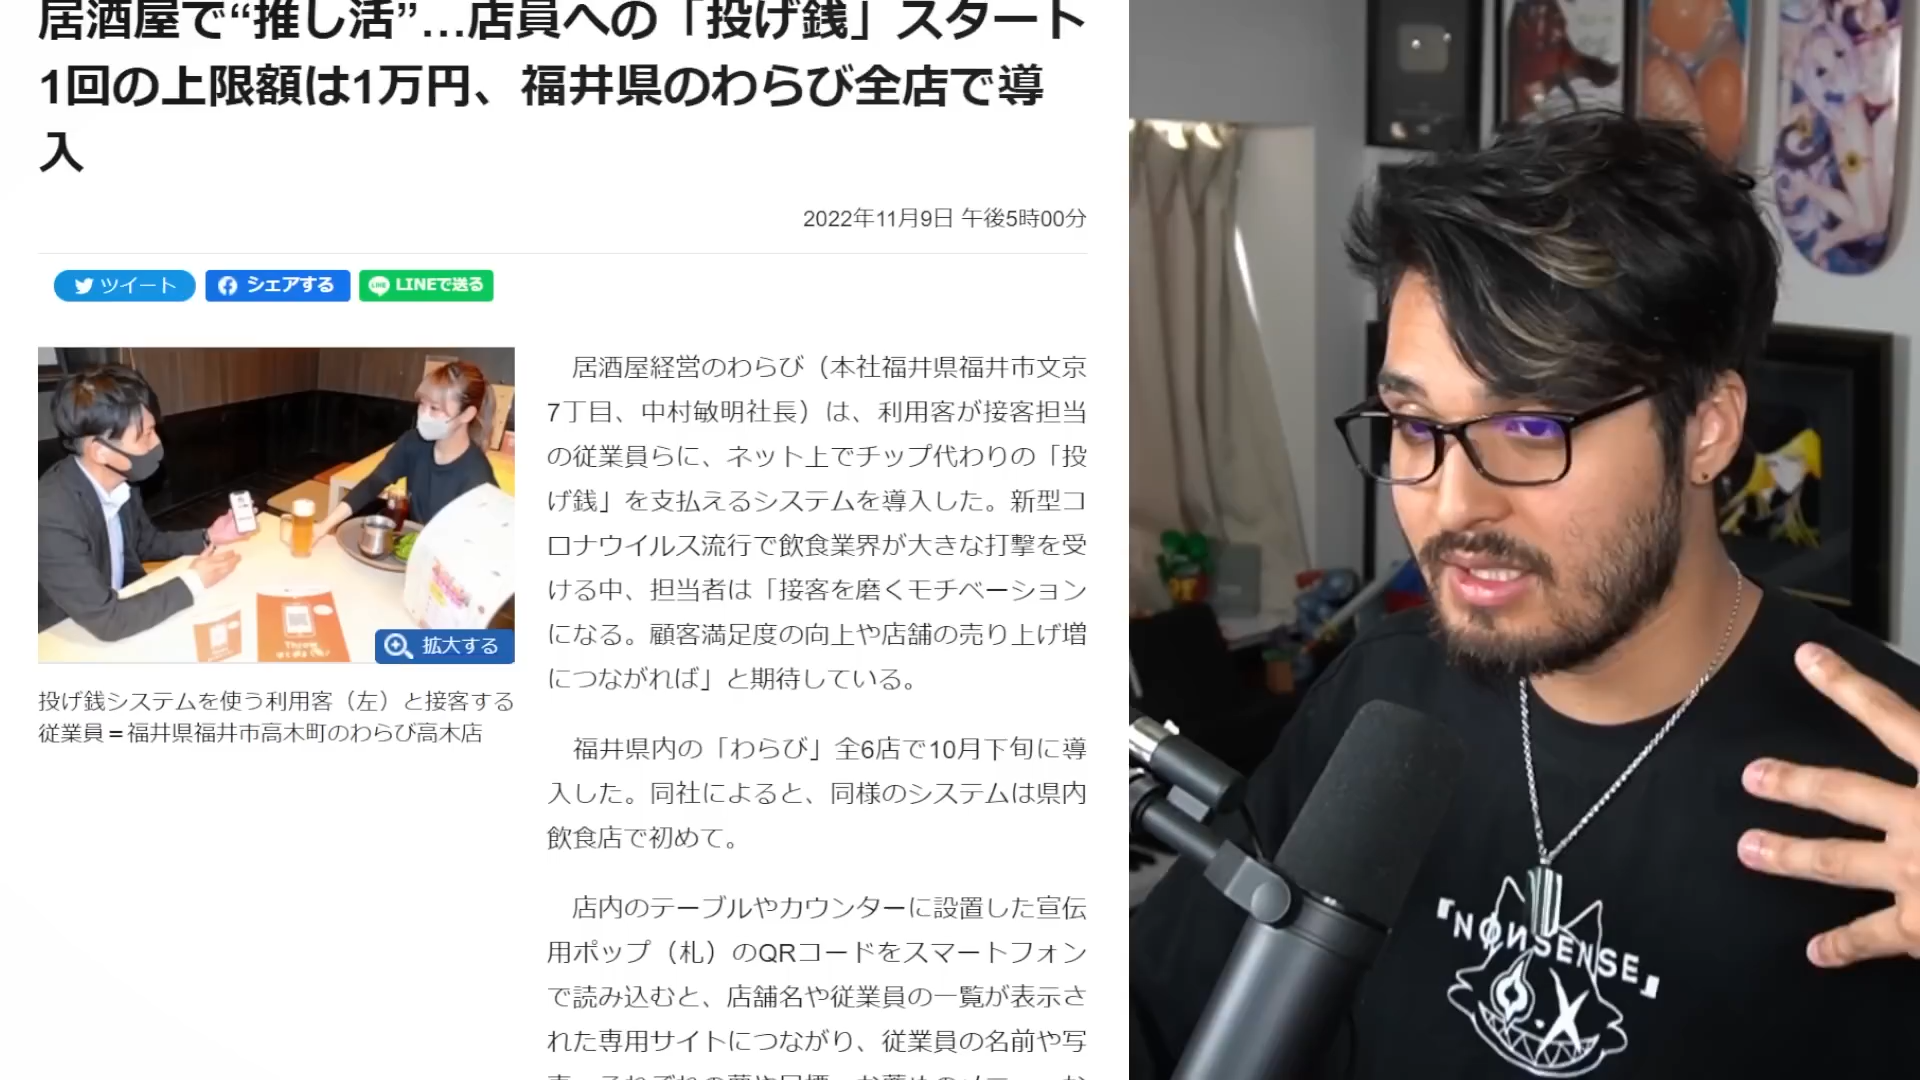 居酒屋で“推し活”…店員への「投げ銭」スタート
1回の上限額は1万円、福井県のわらび全店で導
入
2022年11月9日 午後5時00分
ツイート
シェアする
LINEで送る
拡大する
投げ銭システムを使う利用客（左）と接客する
従業員＝福井県福井市高木町のわらび高木店
居酒屋経営のわらび（本社福井県福井市文京
7丁目、中村敏明社長）は、利用客が接客担当
の従業員らに、ネット上でチップ代わりの「投
げ銭」を支払えるシステムを導入した。新型コ
ロナウイルス流行で飲食業界が大きな打撃を受
ける中、担当者は「接客を磨くモチベーション
になる。顧客満足度の向上や店舗の売り上げ増
につながれば」と期待している。
福井県内の「わらび」全6店で10月下旬に導
入した。同社によると、同様のシステムは県内
飲食店で初めて。
店内のテーブルやカウンターに設置した宣伝
用ポップ（札）のQRコードをスマートフォン
で読み込むと、店舗名や従業員の一覧が表示さ
れた専用サイトにつながり、従業員の名前や写
『NONSENSE』